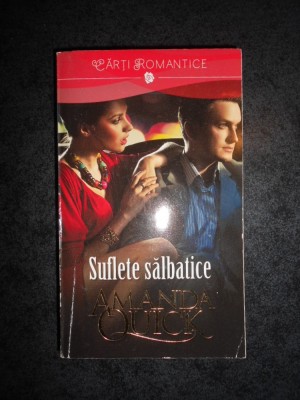 CĂRȚI ROMANTICE
Suflete sălbatice
AMANDA
QUICK